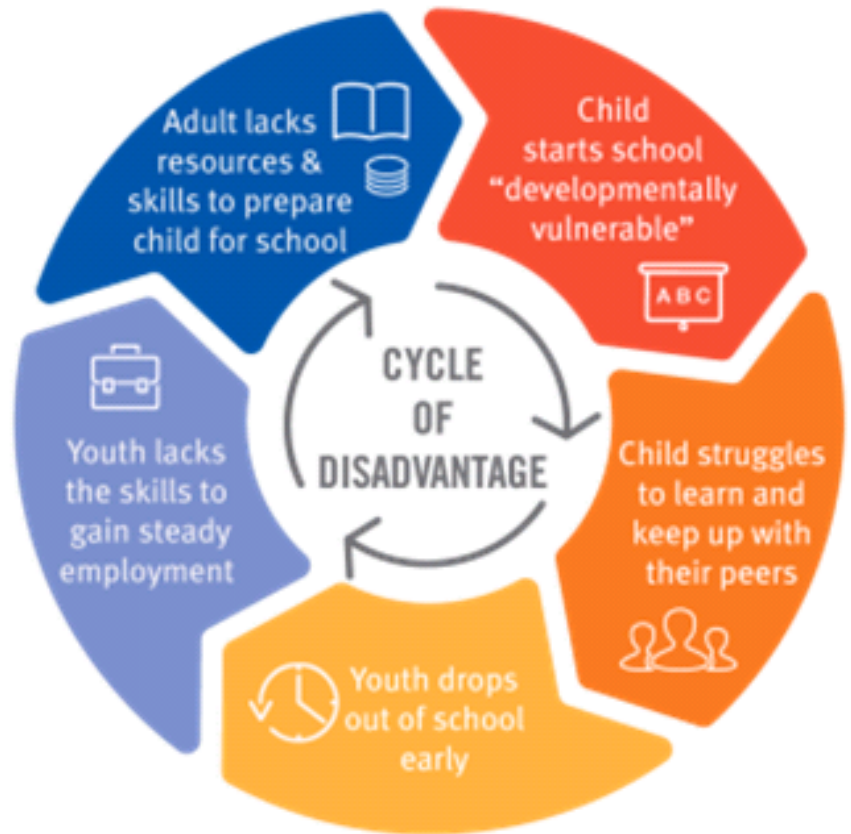 CYCLE
OF
DISADVANTAGE
Adult lacks
resources &
skills to prepare
child for school
Child
starts school
“developmentally
vulnerable”
A B C
Child struggles
to learn and
keep up with
their peers
Youth drops
out of school
early
Youth lacks
the skills to
gain steady
employment